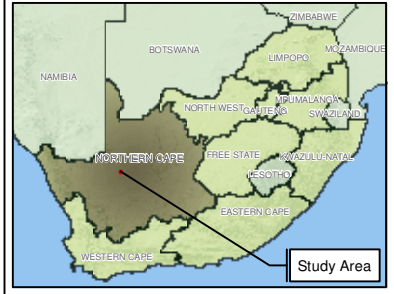 ZIMBABWE
BOTSWANA
MOZAMBIQUE
LIMPOPO
NAMIBIA
MPUMALANGA
NORTH WEST
GAUTENG
SWAZILAND
NORTHERN CAPE
FREE STATE
KWAZULU-NATAL
LESOTHO
EASTERN CAPE
WESTERN CAPE
Study Area